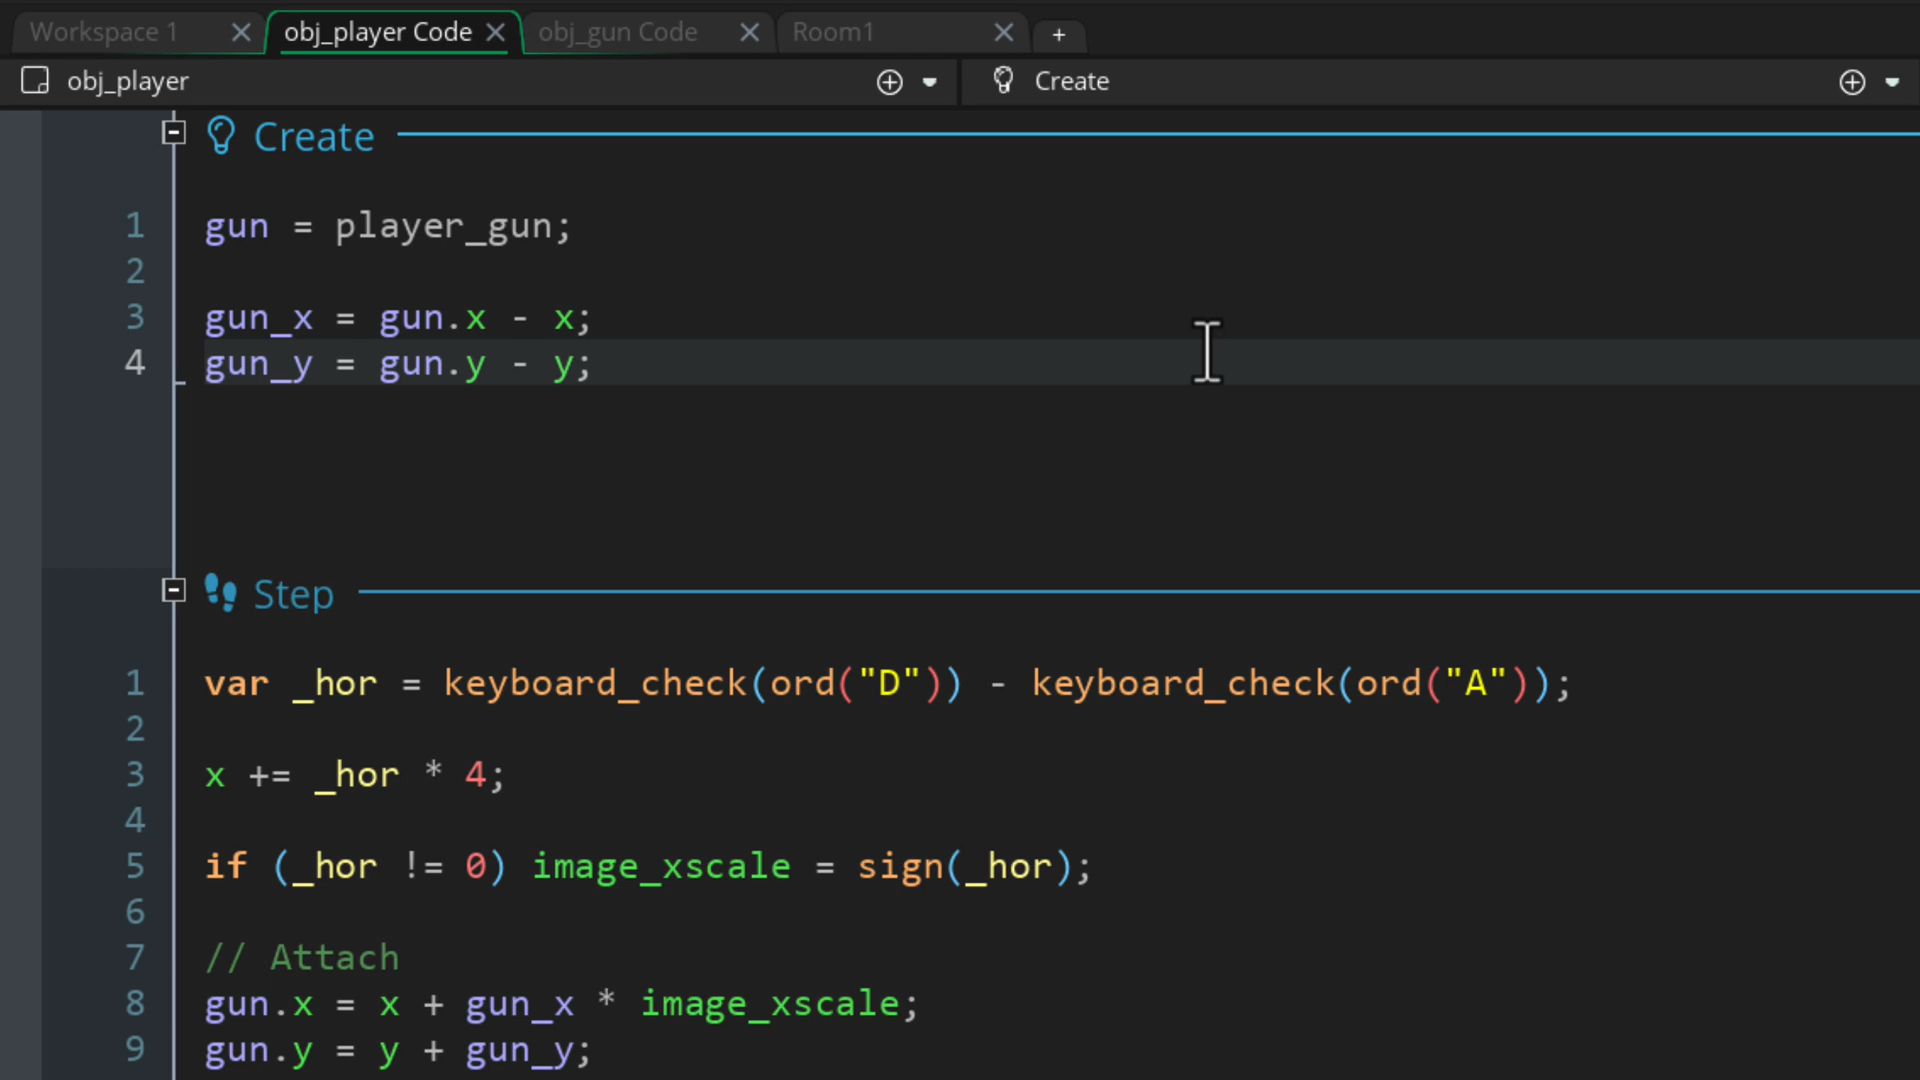 Workspace 1 obj_player Code obj_gun Code Room1 +
obj_player Create
Create
1 gun = player_gun;
2
3 gun_x = gun.x - x;
4 gun_y = gun.y - y;
Step
1 var _hor = keyboard_check(ord("D")) - keyboard_check(ord("A"));
2
3 x += _hor * 4;
4
5 if (_hor != 0) image_xscale = sign(_hor);
6
7 // Attach
8 gun.x = x + gun_x * image_xscale;
9 gun.y = y + gun_y;